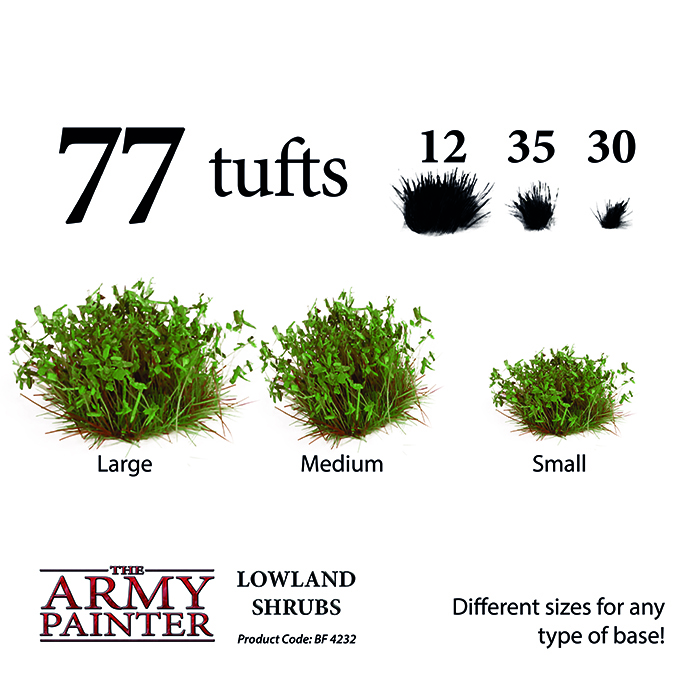 77 tufts
12 35 30
Large Medium Small
THE
ARMY
PAINTER
LOWLAND
SHRUBS
Product Code: BF 4232
Different sizes for any
type of base!